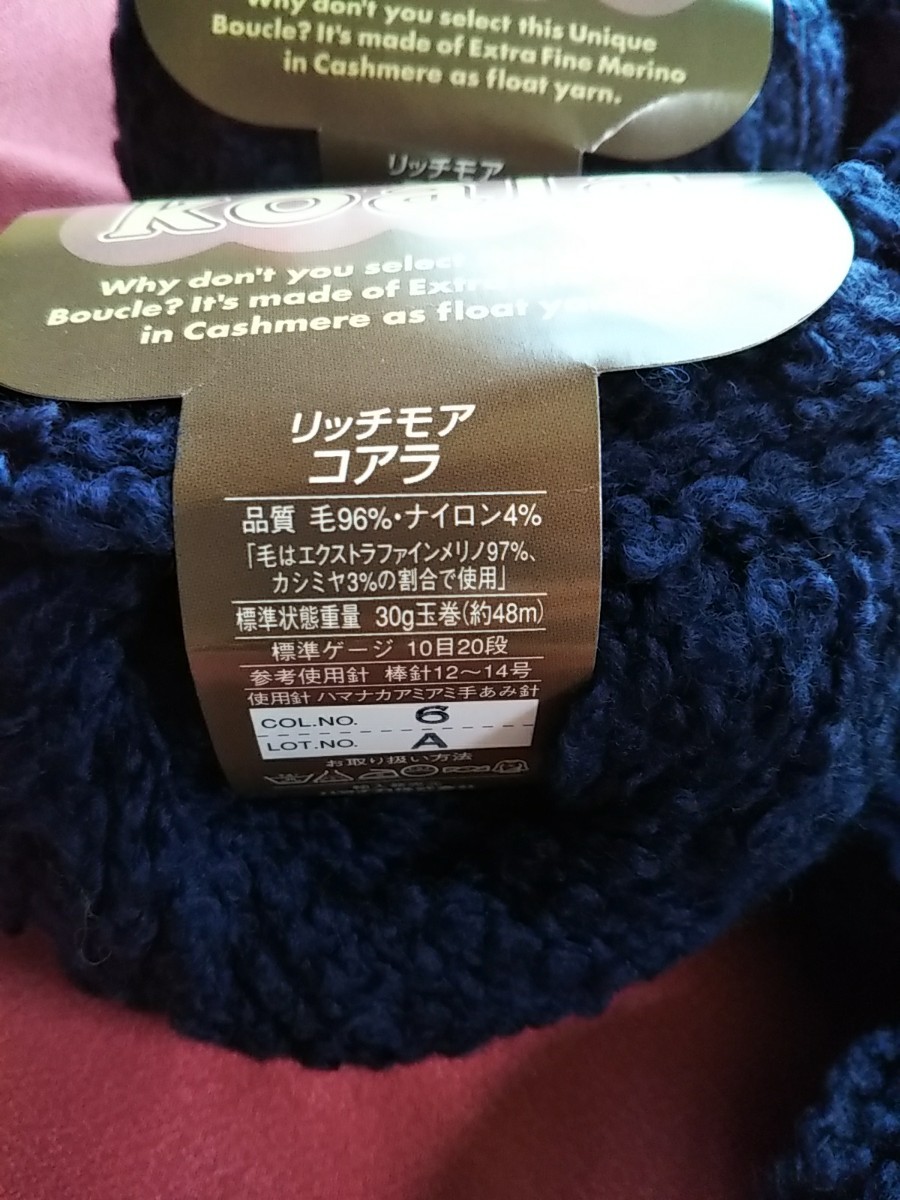 Why don't you select this Unique
Boucle? It's made of Extra Fine Merino
in Cashmere as float yarn.
リッチモア
Koala
Why don't you select
Boucle? It's made of
in Cashmere as float
リッチモア
コアラ
品質 毛96%・ナイロン4%
「毛はエクストラファインメリノ97%、
カシミヤ3%の割合で使用」
標準状態重量 30g玉巻(約48m)
標準ゲージ 10目20段
参考使用針 棒針12〜14号
使用針 ハマナカアミアミ手あみ針
COL.NO. 6
LOT.NO. A
お取り扱い方法